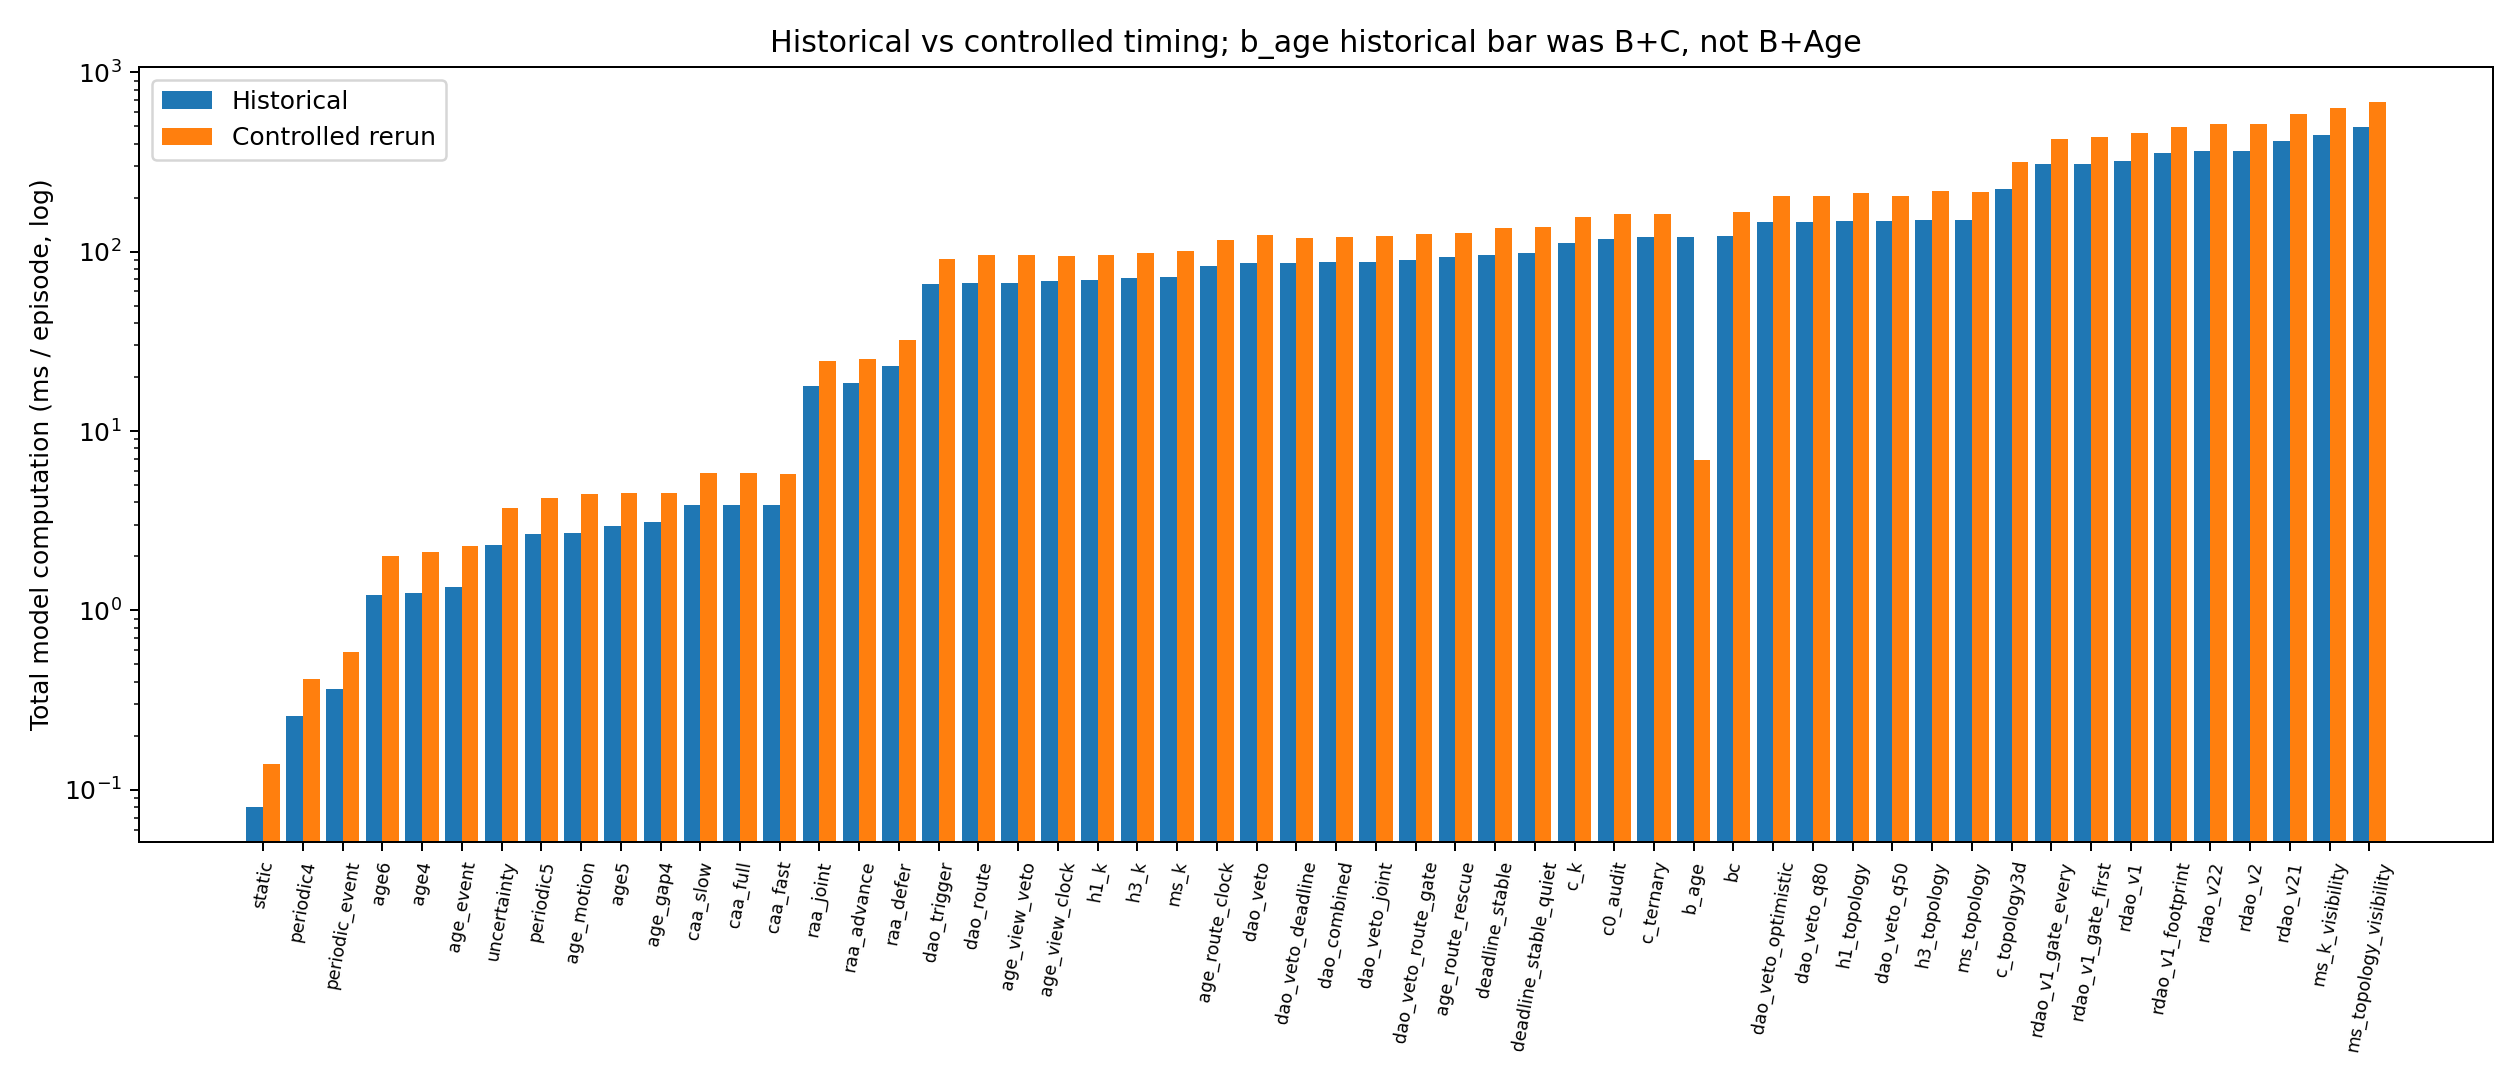 Historical vs controlled timing; b_age historical bar was B+C, not B+Age
Total model computation (ms / episode, log)
10³
10²
10¹
10⁰
10⁻¹
Historical
Controlled rerun
static
periodic4
periodic_event
age6
age4
age_event
uncertainty
periodic5
age_motion
age5
age_gap4
caa_slow
caa_full
caa_fast
raa_joint
raa_advance
raa_defer
dao_trigger
dao_route
age_view_veto
age_view_clock
h1_k
h3_k
ms_k
age_route_clock
dao_veto
dao_veto_deadline
dao_combined
dao_veto_joint
dao_veto_route_gate
age_route_rescue
deadline_stable
deadline_stable_quiet
c_k
c0_audit
c_ternary
b_age
bc
dao_veto_optimistic
dao_veto_q80
h1_topology
dao_veto_q50
h3_topology
ms_topology
c_topology3d
rdao_v1_gate_every
rdao_v1_gate_first
rdao_v1
rdao_v1_footprint
rdao_v22
rdao_v2
rdao_v21
ms_k_visibility
ms_topology_visibility